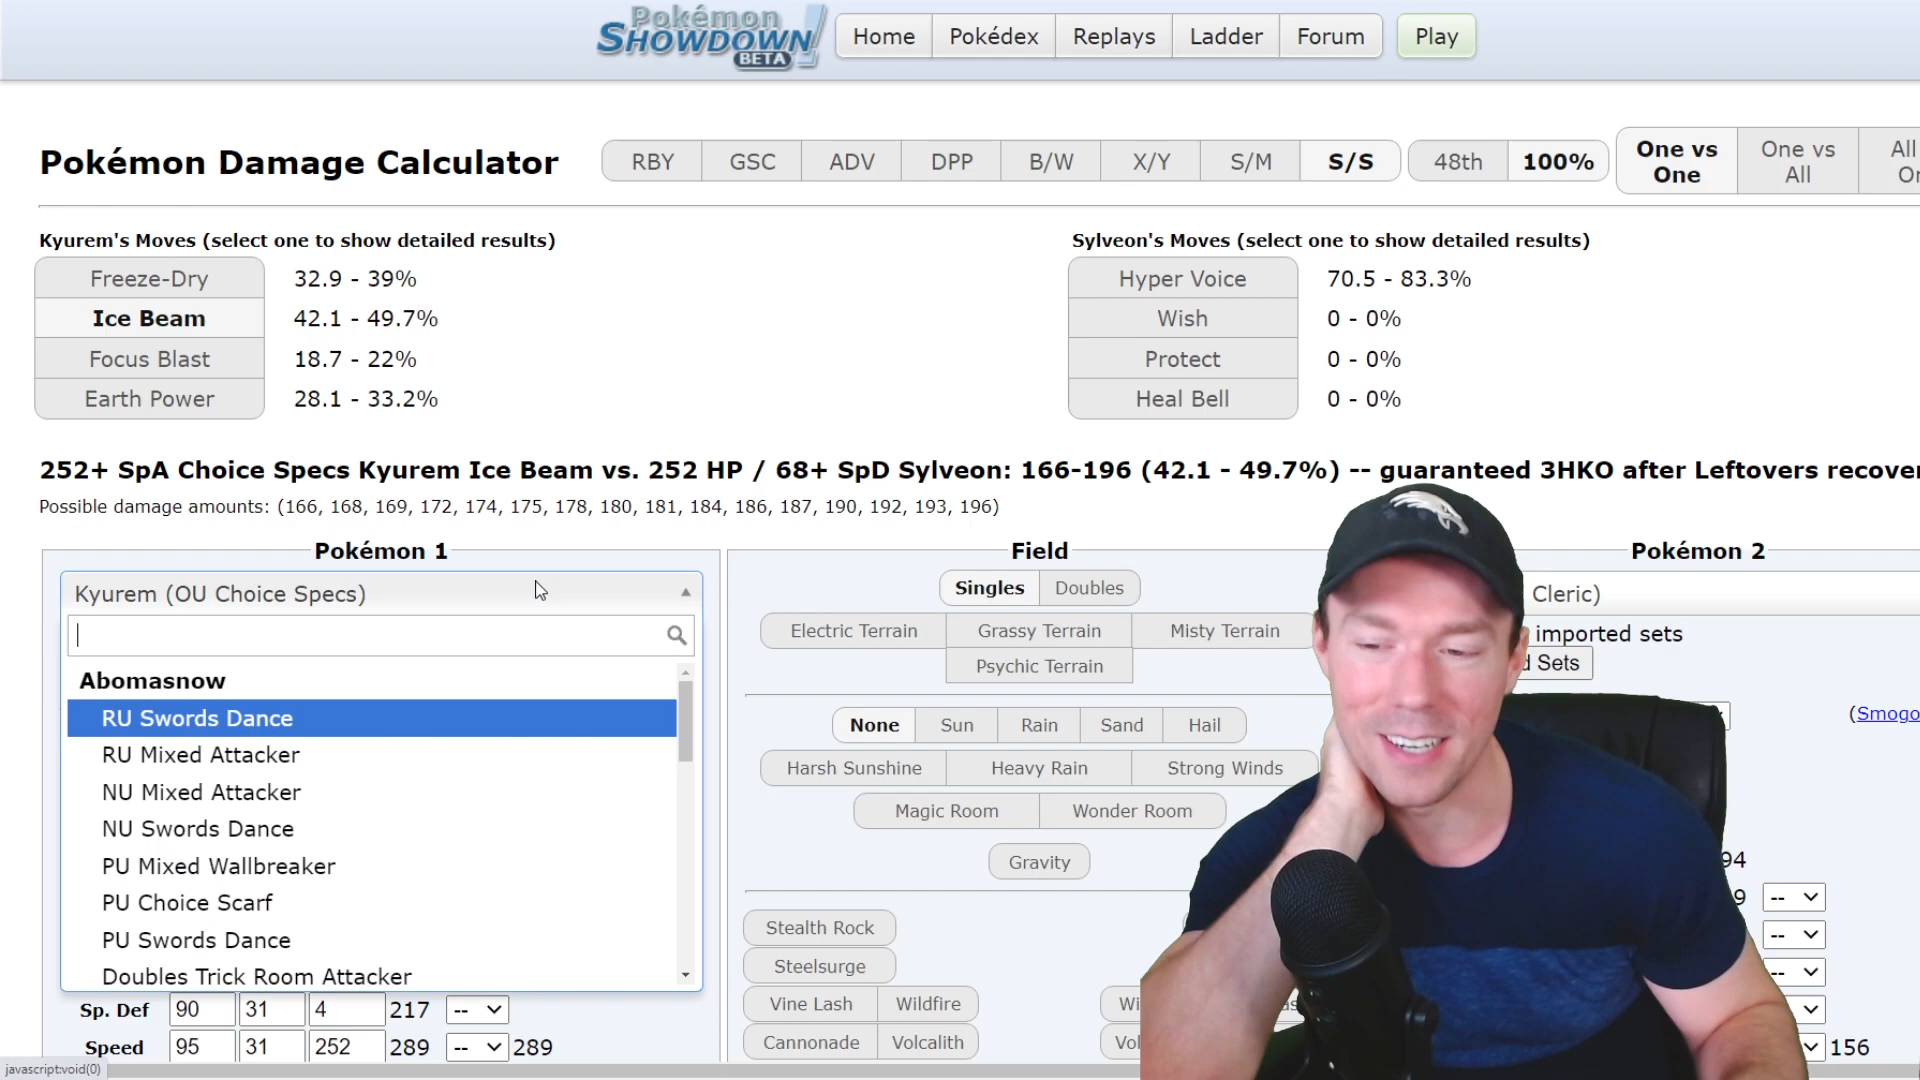 Pokémon
SHOWDOWN!
BETA
Home Pokédex Replays Ladder Forum Play
Pokémon Damage Calculator
RBY GSC ADV DPP B/W X/Y S/M S/S 48th 100%
One vs One
One vs All
All
Kyurem's Moves (select one to show detailed results)
Freeze-Dry 32.9 - 39%
Ice Beam 42.1 - 49.7%
Focus Blast 18.7 - 22%
Earth Power 28.1 - 33.2%
Sylveon's Moves (select one to show detailed results)
Hyper Voice 70.5 - 83.3%
Wish 0 - 0%
Protect 0 - 0%
Heal Bell 0 - 0%
252+ SpA Choice Specs Kyurem Ice Beam vs. 252 HP / 68+ SpD Sylveon: 166-196 (42.1 - 49.7%) -- guaranteed 3HKO after Leftovers
Possible damage amounts: (166, 168, 169, 172, 174, 175, 178, 180, 181, 184, 186, 187, 190, 192, 193, 196)
Pokémon 1
Kyurem (OU Choice Specs)
Abomasnow
RU Swords Dance
RU Mixed Attacker
NU Mixed Attacker
NU Swords Dance
PU Mixed Wallbreaker
PU Choice Scarf
PU Swords Dance
Doubles Trick Room Attacker
Sp. Def 90 31 4 217 --
Speed 95 31 252 289 -- 289
javascript:void(0)
Field
Singles Doubles
Electric Terrain Grassy Terrain Misty Terrain
Psychic Terrain
None Sun Rain Sand Hail
Harsh Sunshine Heavy Rain Strong Winds
Magic Room Wonder Room
Gravity
Stealth Rock
Steelsurge
Vine Lash Wildfire
Cannonade Volcalith
Pokémon 2
Cleric)
imported sets
Sets
--
--
--
156